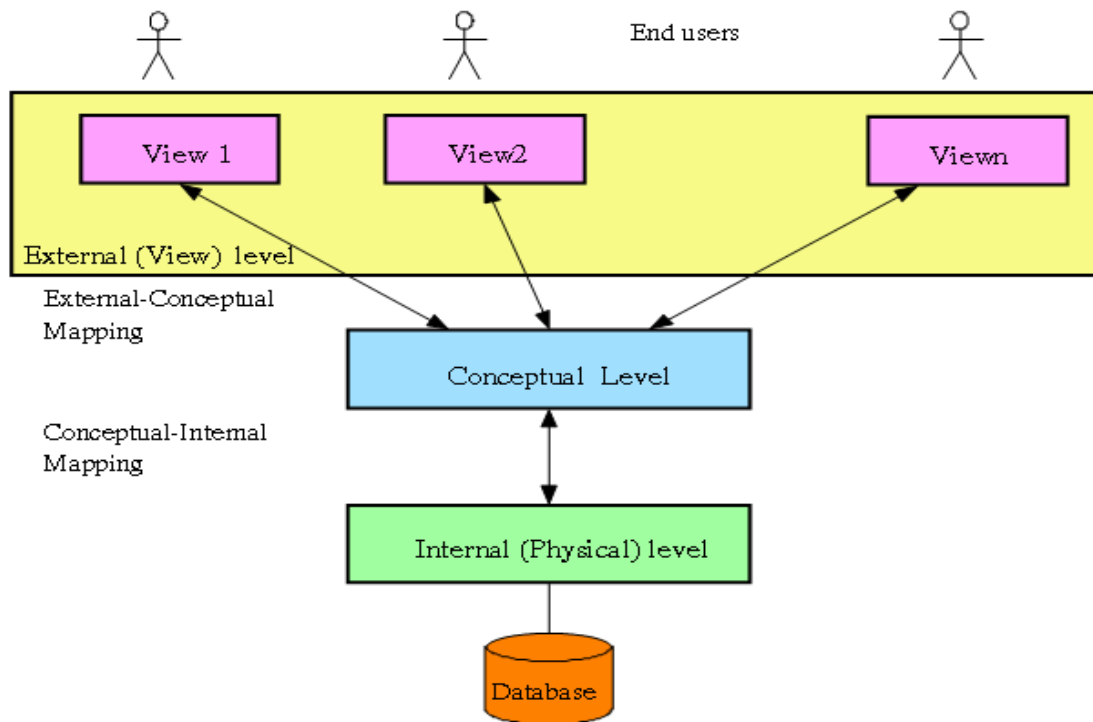 End users
View 1
View2
Viewn
External (View) level
External-Conceptual
Mapping
Conceptual Level
Conceptual-Internal
Mapping
Internal (Physical) level
Database